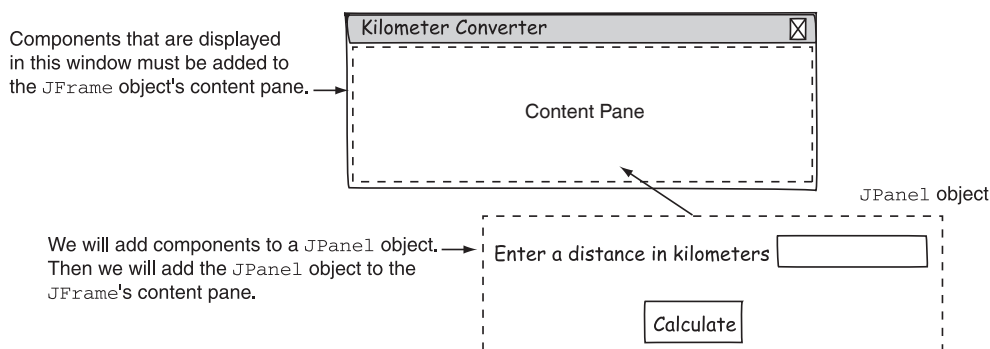 Kilometer Converter
Components that are displayed
in this window must be added to
the JFrame object's content pane.
Content Pane
JPanel object
We will add components to a JPanel object.
Then we will add the JPanel object to the
JFrame's content pane.
Enter a distance in kilometers
Calculate